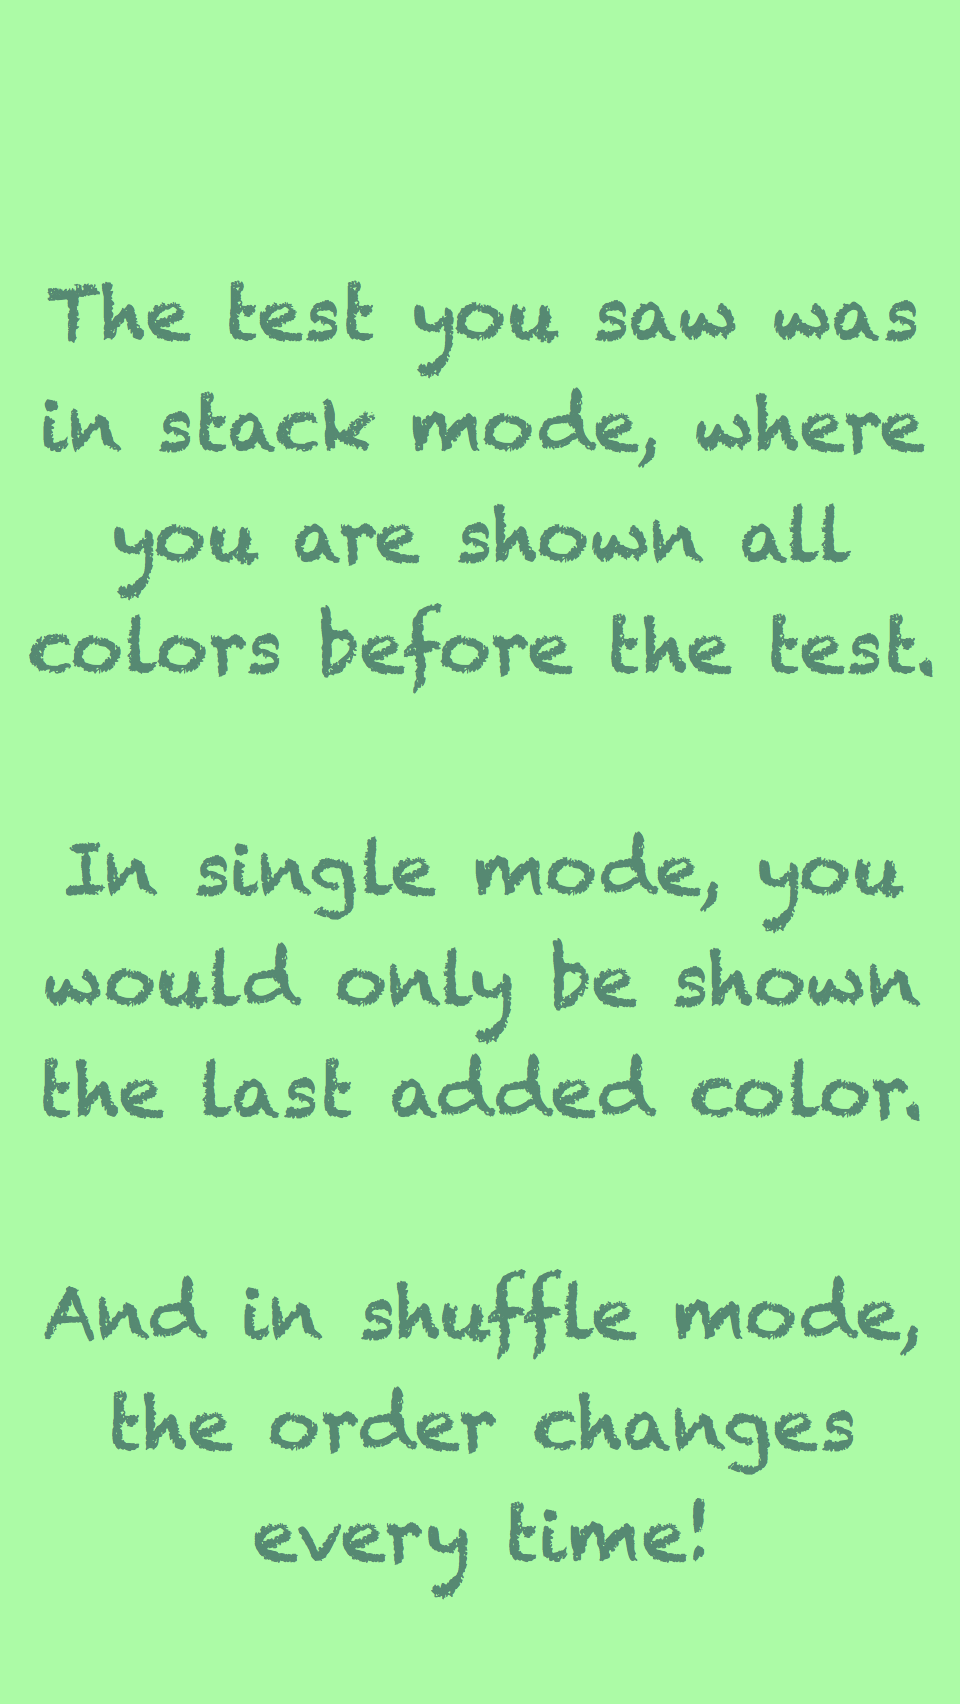 The test you saw was
in stack mode, where
you are shown all
colors before the test.
In single mode, you
would only be shown
the last added color.
And in shuffle mode,
the order changes
every time!